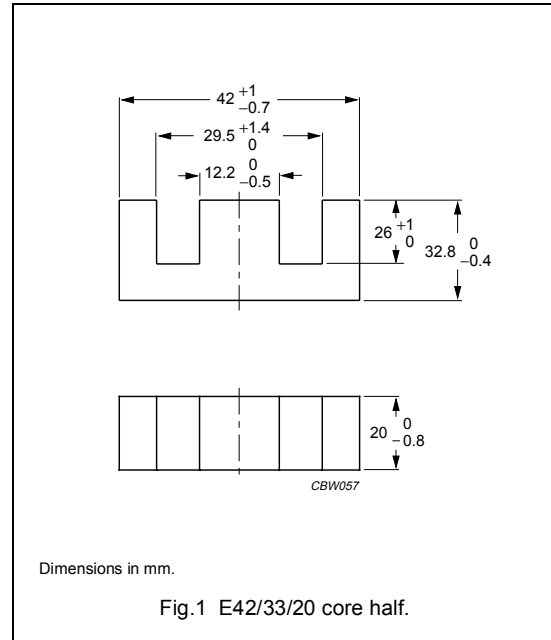 42 +1 −0.7
29.5 +1.4 0
12.2 0 −0.5
26 +1 0
32.8 0 −0.4
20 0 −0.8
CBW057
Dimensions in mm.
Fig.1 E42/33/20 core half.